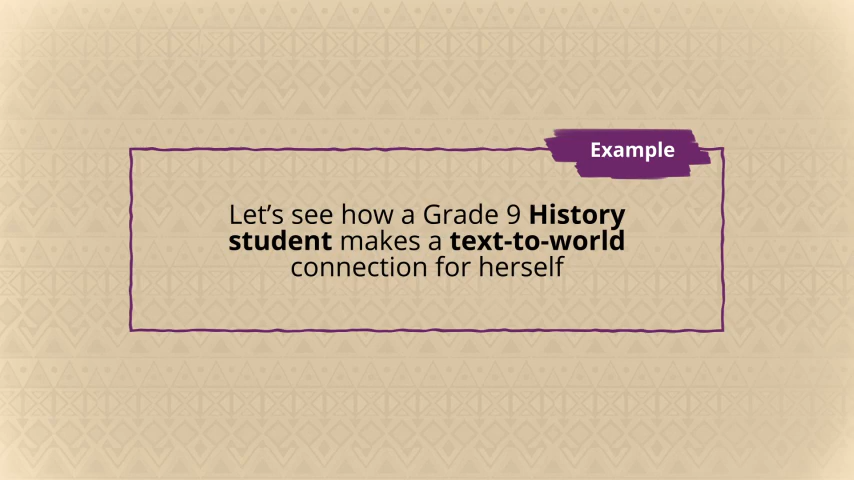 Example
Let’s see how a Grade 9 History
student makes a text-to-world
connection for herself